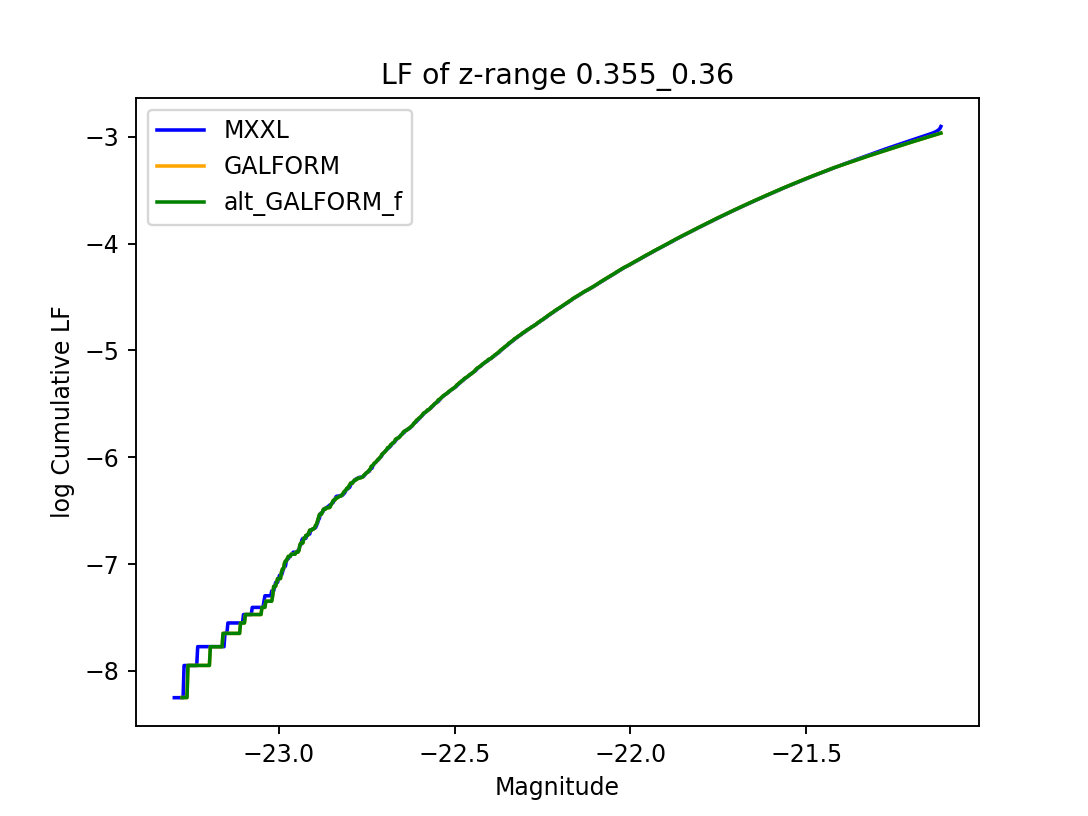 LF of z-range 0.355_0.36
MXXL
GALFORM
alt_GALFORM_f
−3
−4
−5
−6
−7
−8
log Cumulative LF
−23.0
−22.5
−22.0
−21.5
Magnitude